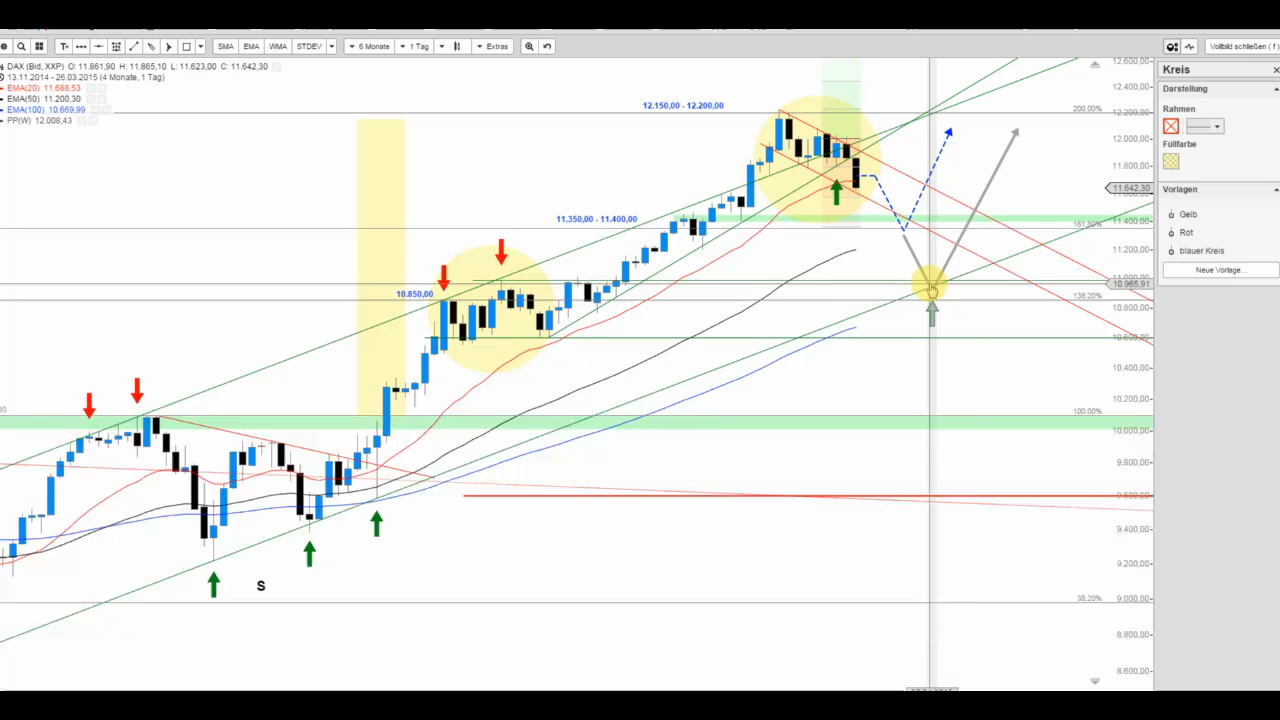 T+
SMA EMA WMA STDEV 6 Monate 1 Tag Extras Vollbild schließen ( f )
DAX (Bid, XXP) O: 11.861,90 H: 11.865,10 L: 11.623,00 C: 11.642,30
13.11.2014 - 26.03.2015 (4 Monate, 1 Tag)
EMA(20) 11.688,53
EMA(50) 11.200,30
EMA(100) 10.669,99
PP(W) 12.008,43
Kreis
Darstellung
Rahmen
Füllfarbe
Vorlagen
Gelb
Rot
blauer Kreis
Neue Vorlage...
12.150,00 - 12.200,00
11.350,00 - 11.400,00
10.850,00
S
200.00%
161.80%
138.20%
100.00%
38.20%
12.600,00
12.400,00
12.200,00
12.000,00
11.800,00
11.642,30
11.400,00
11.200,00
11.000,00
10.965,91
10.800,00
10.600,00
10.400,00
10.200,00
10.000,00
9.800,00
9.600,00
9.400,00
9.200,00
9.000,00
8.800,00
8.600,00